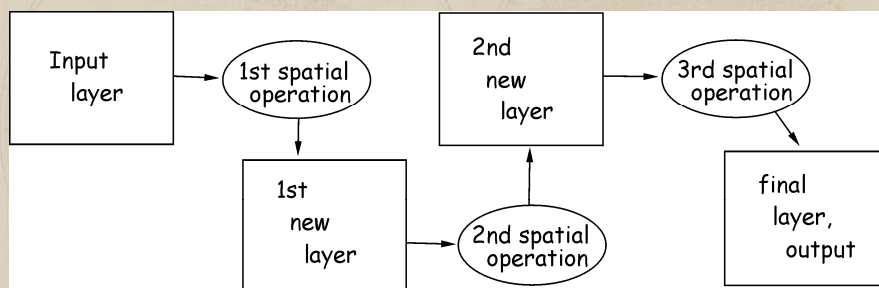 Input
layer
1st spatial
operation
1st
new
layer
2nd spatial
operation
2nd
new
layer
3rd spatial
operation
final
layer,
output